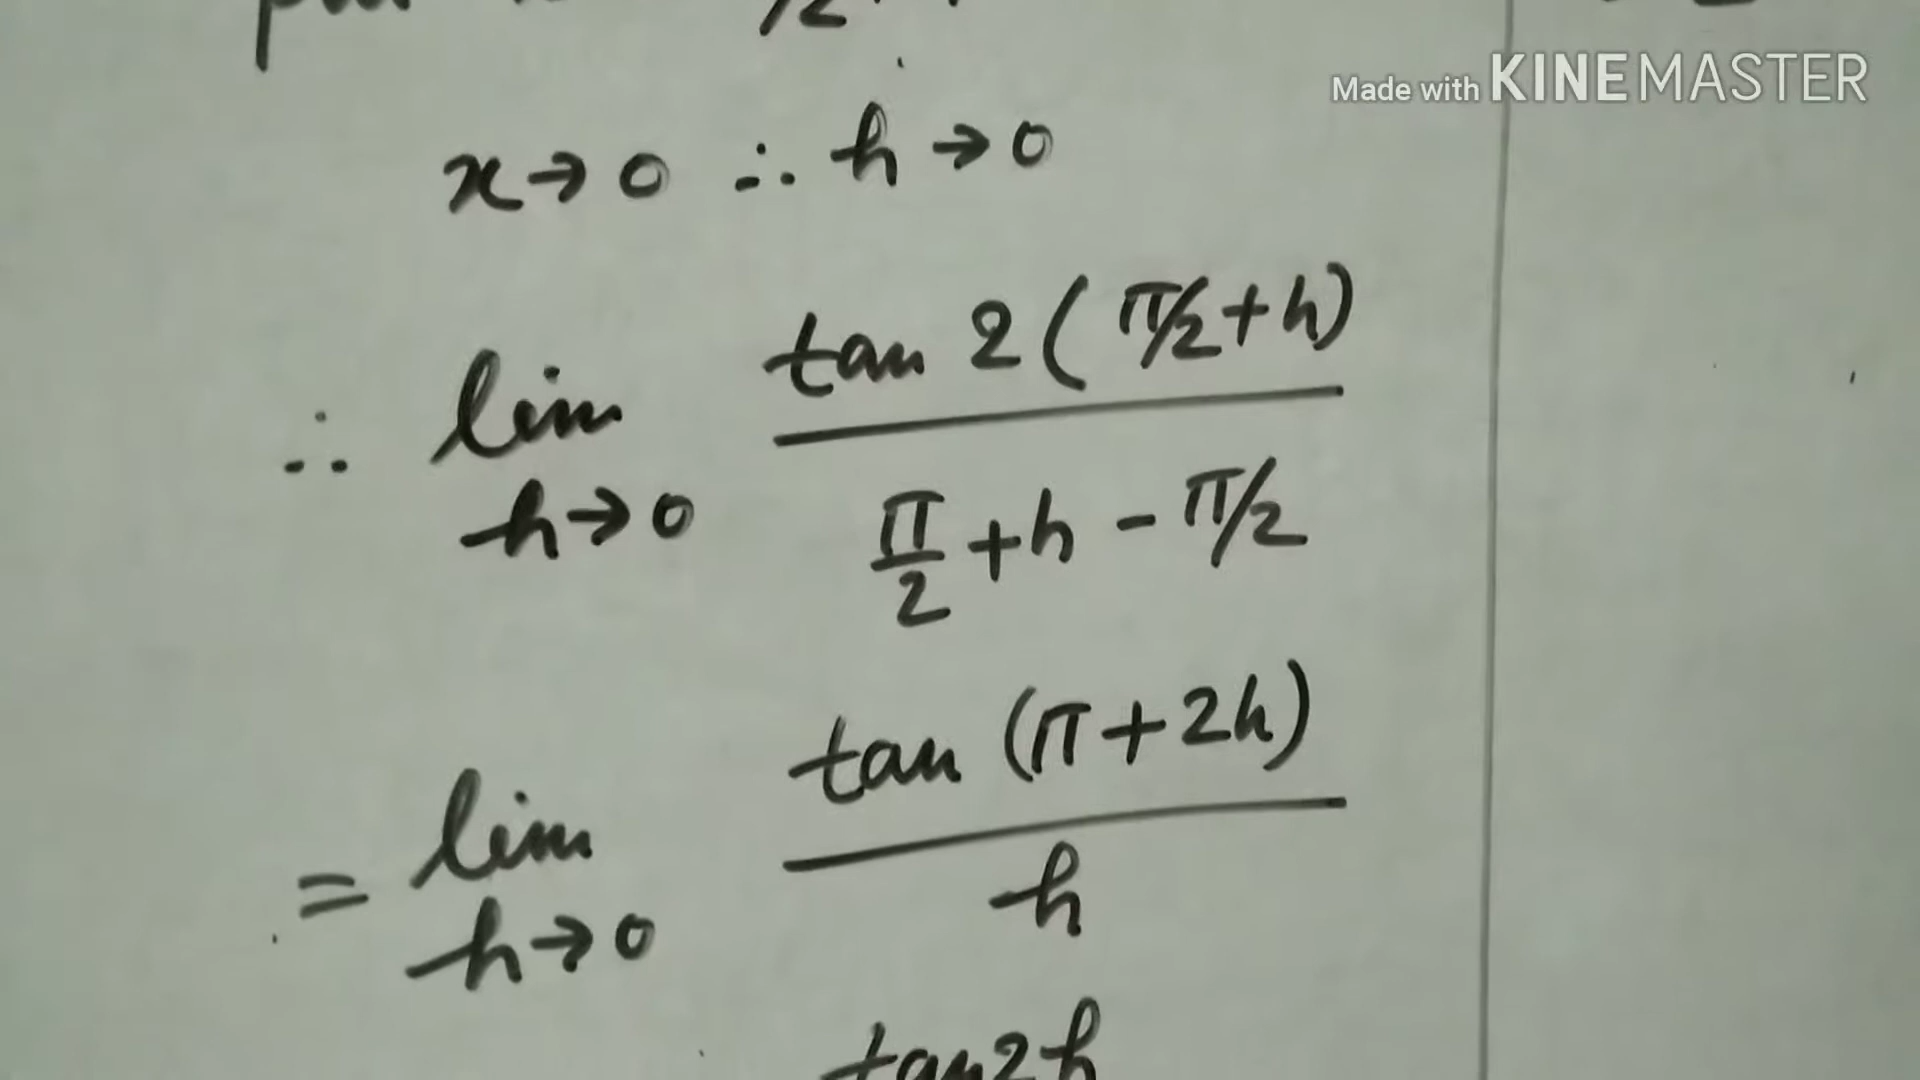 Made with KINEMASTER
x → 0 ∴ h → 0
∴ lim h→0 tan 2(π/2 + h)
π/2 + h - π/2
= lim h→0 tan (π + 2h)
h
tan2h